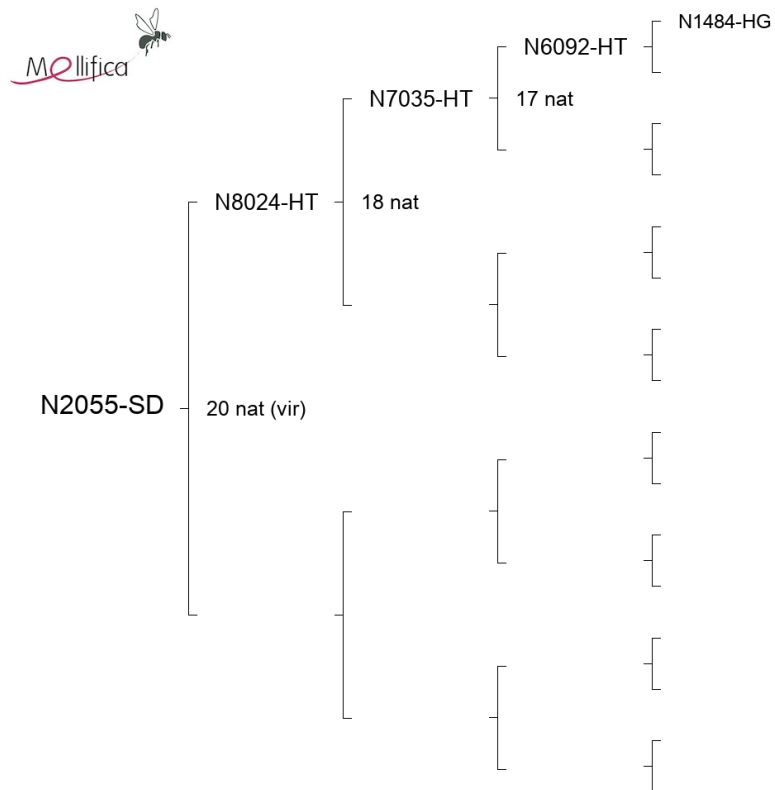 Mellifica
N1484-HG
N6092-HT
N7035-HT
17 nat
N8024-HT
18 nat
N2055-SD
20 nat (vir)